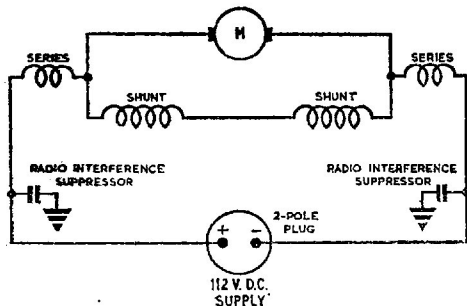 M
SERIES
SERIES
SHUNT
SHUNT
RADIO INTERFERENCE
SUPPRESSOR
RADIO INTERFERENCE
SUPPRESSOR
2-POLE
PLUG
+ -
112 V. D.C.
SUPPLY